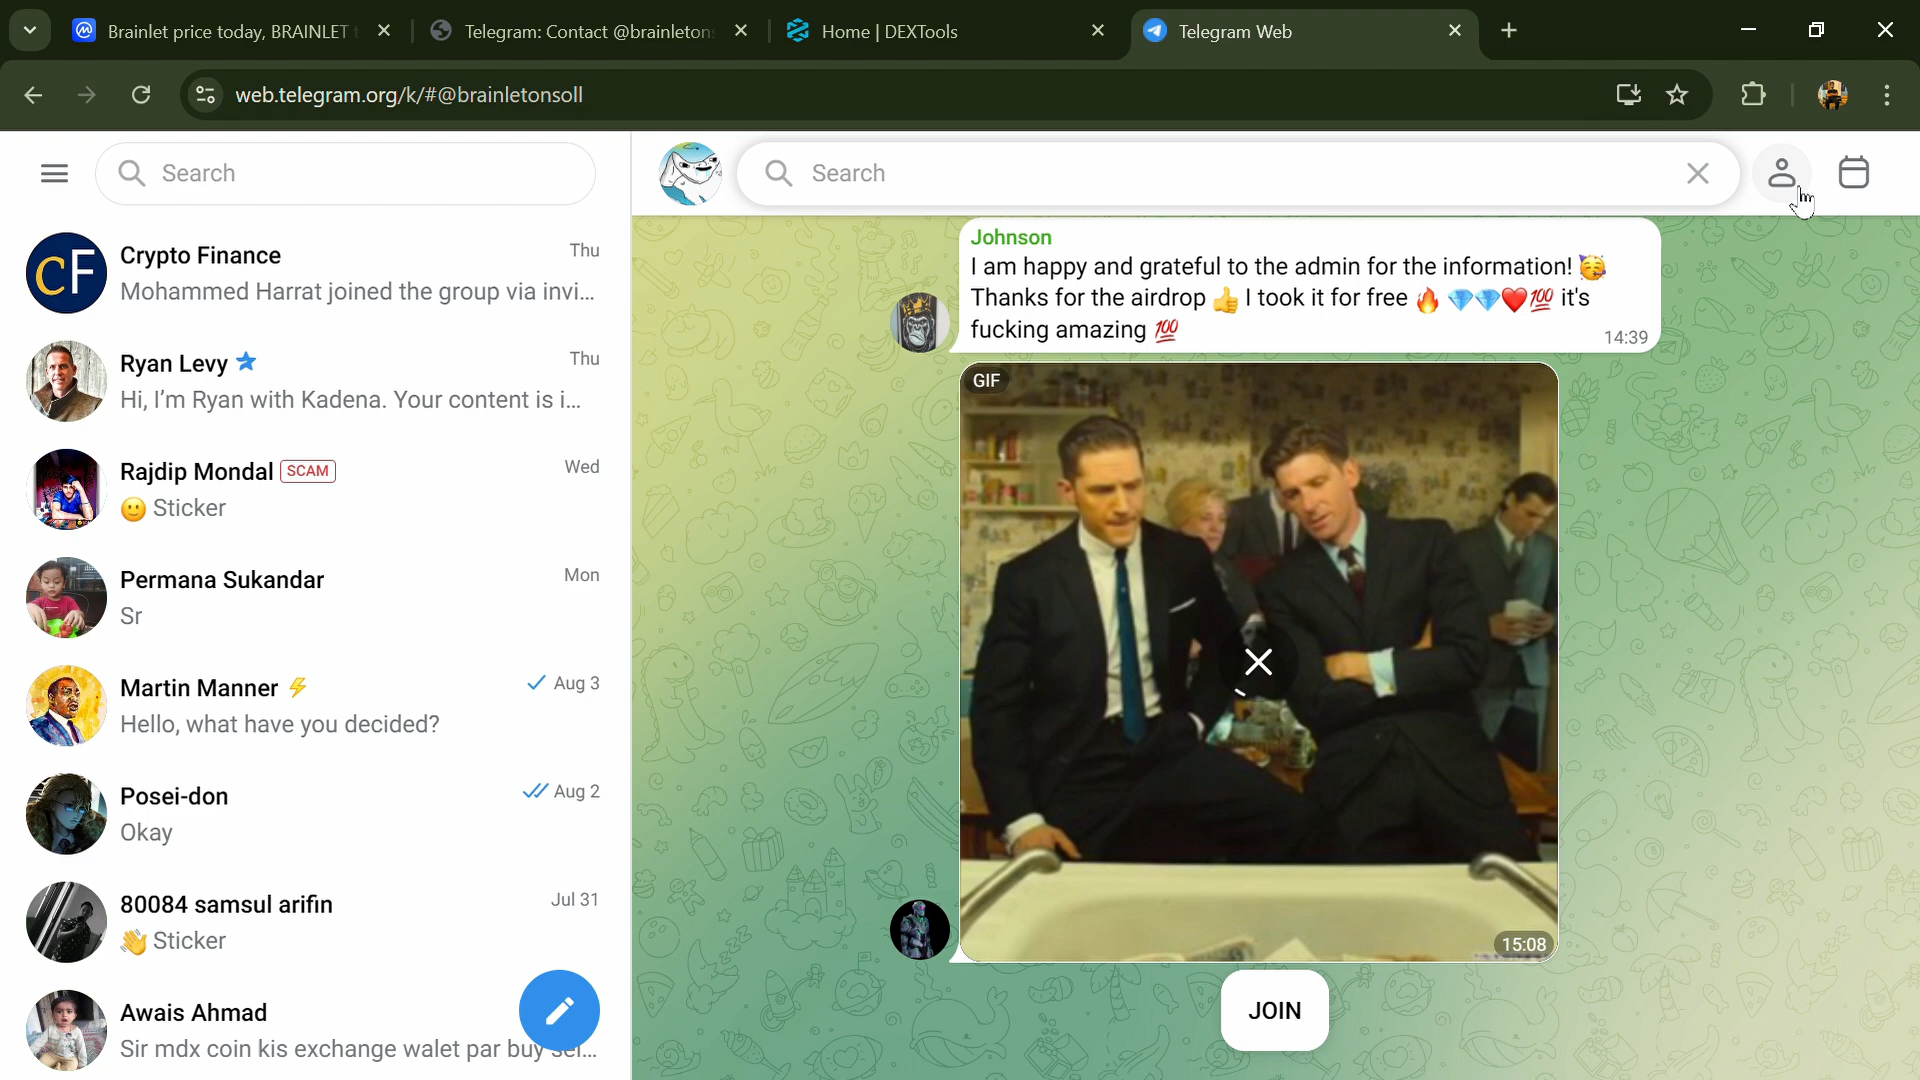 Brainlet price today, BRAINLET t
Telegram: Contact @brainletons
Home | DEXTools
Telegram Web
web.telegram.org/k/#@brainletonsoll
Search
Crypto Finance
Thu
Mohammed Harrat joined the group via invi...
Ryan Levy
Thu
Hi, I'm Ryan with Kadena. Your content is i...
Rajdip Mondal SCAM
Wed
🙂 Sticker
Permana Sukandar
Mon
Sr
Martin Manner ⚡
Aug 3
Hello, what have you decided?
Posei-don
Aug 2
Okay
80084 samsul arifin
Jul 31
👋 Sticker
Awais Ahmad
Sir mdx coin kis exchange walet par buy sel...
Search
Johnson
I am happy and grateful to the admin for the information! 🥳
Thanks for the airdrop 👍 I took it for free 🔥 💎💎❤️💯 it's
fucking amazing 💯
14:39
GIF
15:08
JOIN